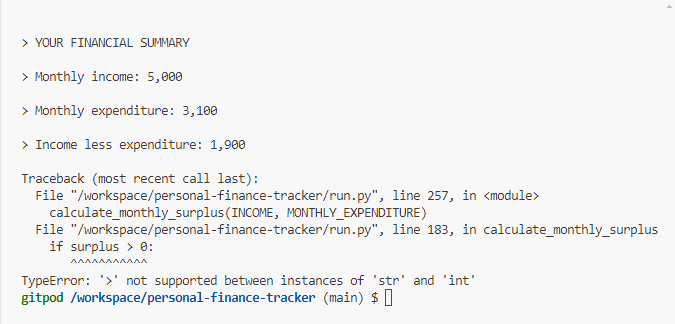 > YOUR FINANCIAL SUMMARY
> Monthly income: 5,000
> Monthly expenditure: 3,100
> Income less expenditure: 1,900
Traceback (most recent call last):
  File "/workspace/personal-finance-tracker/run.py", line 257, in <module>
    calculate_monthly_surplus(INCOME, MONTHLY_EXPENDITURE)
  File "/workspace/personal-finance-tracker/run.py", line 183, in calculate_monthly_surplus
    if surplus > 0:
       ^^^^^^^^^^^
TypeError: '>' not supported between instances of 'str' and 'int'
gitpod /workspace/personal-finance-tracker (main) $